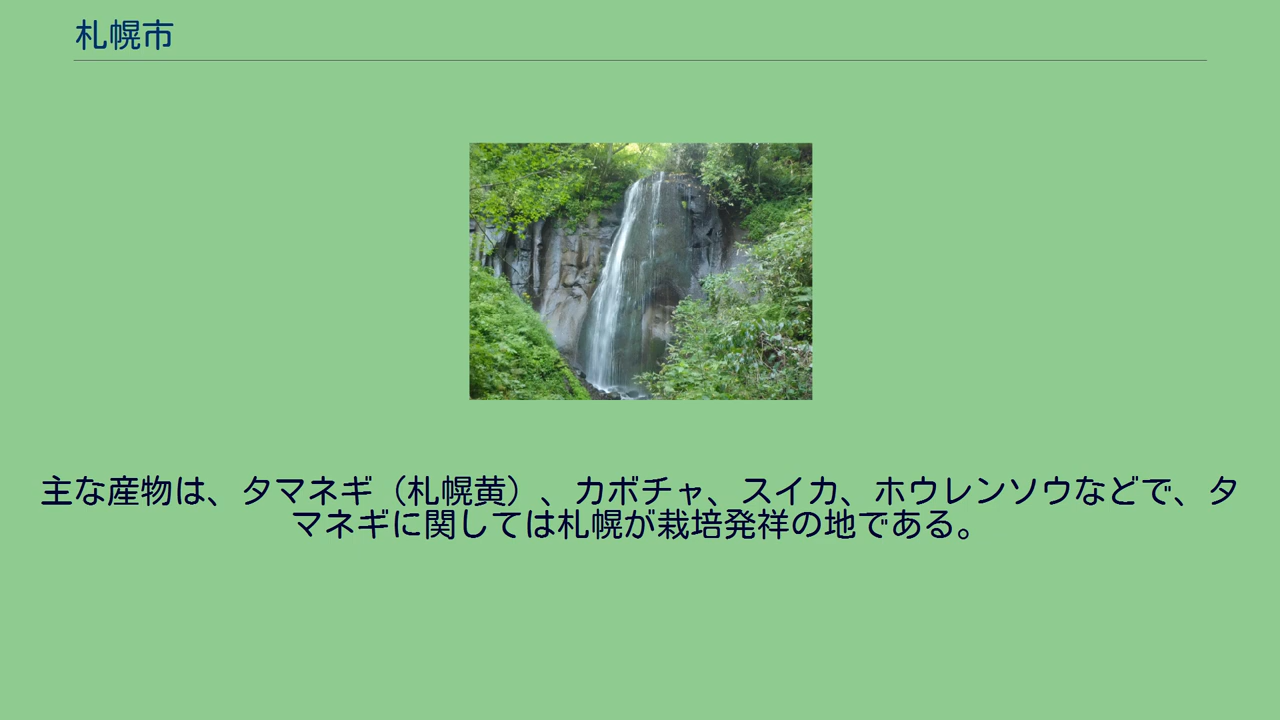 札幌市
主な産物は、タマネギ（札幌黄）、カボチャ、スイカ、ホウレンソウなどで、タ
マネギに関しては札幌が栽培発祥の地である。